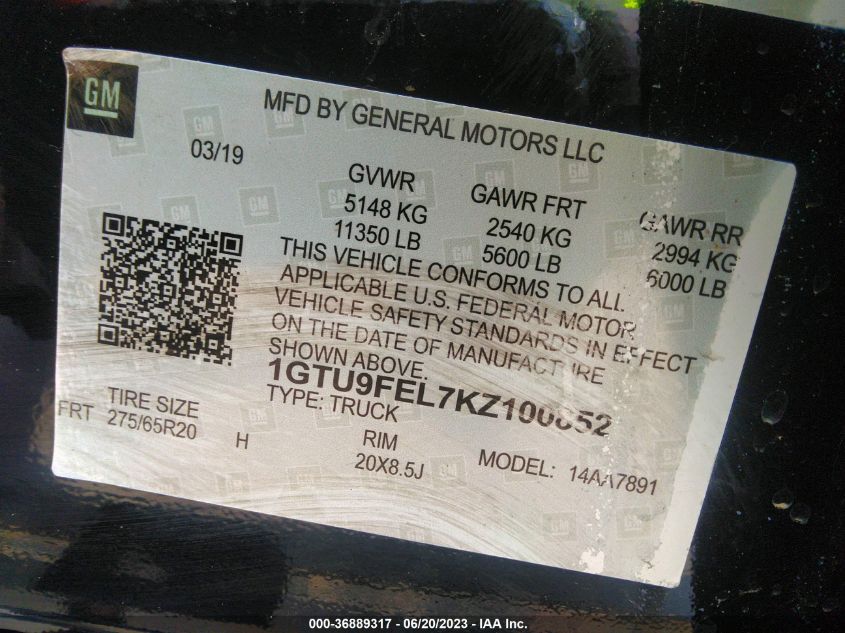 GM
MFD BY GENERAL MOTORS LLC
03/19
GVWR
5148 KG
11350 LB
GAWR FRT
2540 KG
5600 LB
GAWR RR
2994 KG
6000 LB
THIS VEHICLE CONFORMS TO ALL
APPLICABLE U.S. FEDERAL MOTOR
VEHICLE SAFETY STANDARDS IN EFFECT
ON THE DATE OF MANUFACTURE
SHOWN ABOVE.
TYPE: TRUCK
TIRE SIZE
FRT 275/65R20 H
RIM
20X8.5J
MODEL: 14AA7891
000-36889317 - 06/20/2023 - IAA Inc.